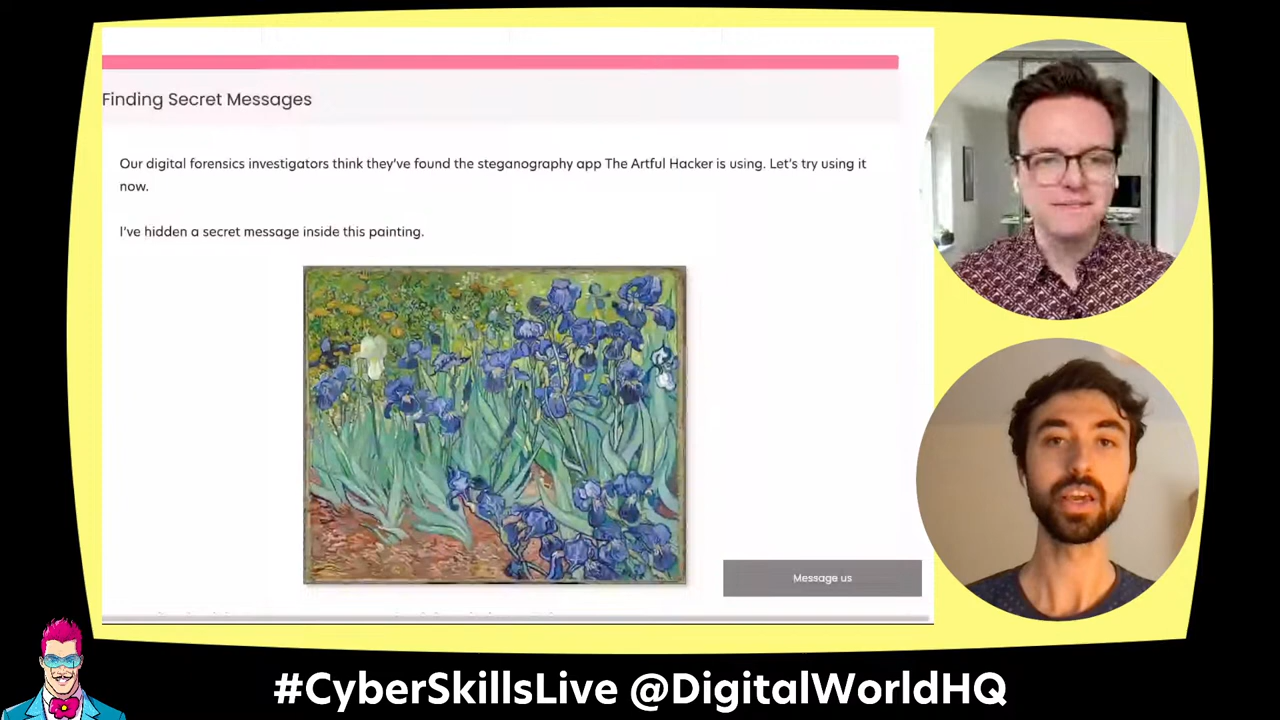 Finding Secret Messages
Our digital forensics investigators think they've found the steganography app The Artful Hacker is using. Let's try using it
now.
I've hidden a secret message inside this painting.
Message us
#CyberSkillsLive @DigitalWorldHQ